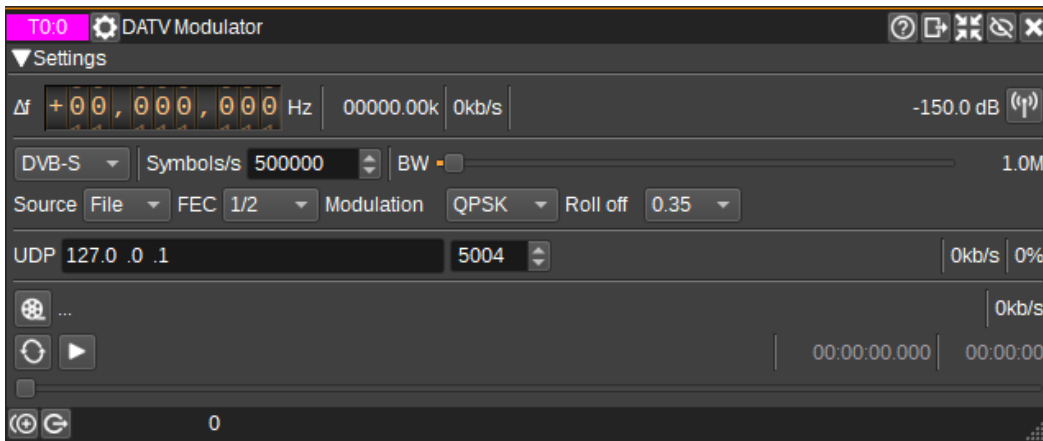 T0:0 DATV Modulator
Settings
Δf +00,000,000 Hz 00000.00k 0kb/s -150.0 dB
DVB-S Symbols/s 500000 BW 1.0M
Source File FEC 1/2 Modulation QPSK Roll off 0.35
UDP 127.0 .0 .1 5004 0kb/s 0%
... 0kb/s
00:00:00.000 00:00:00
0